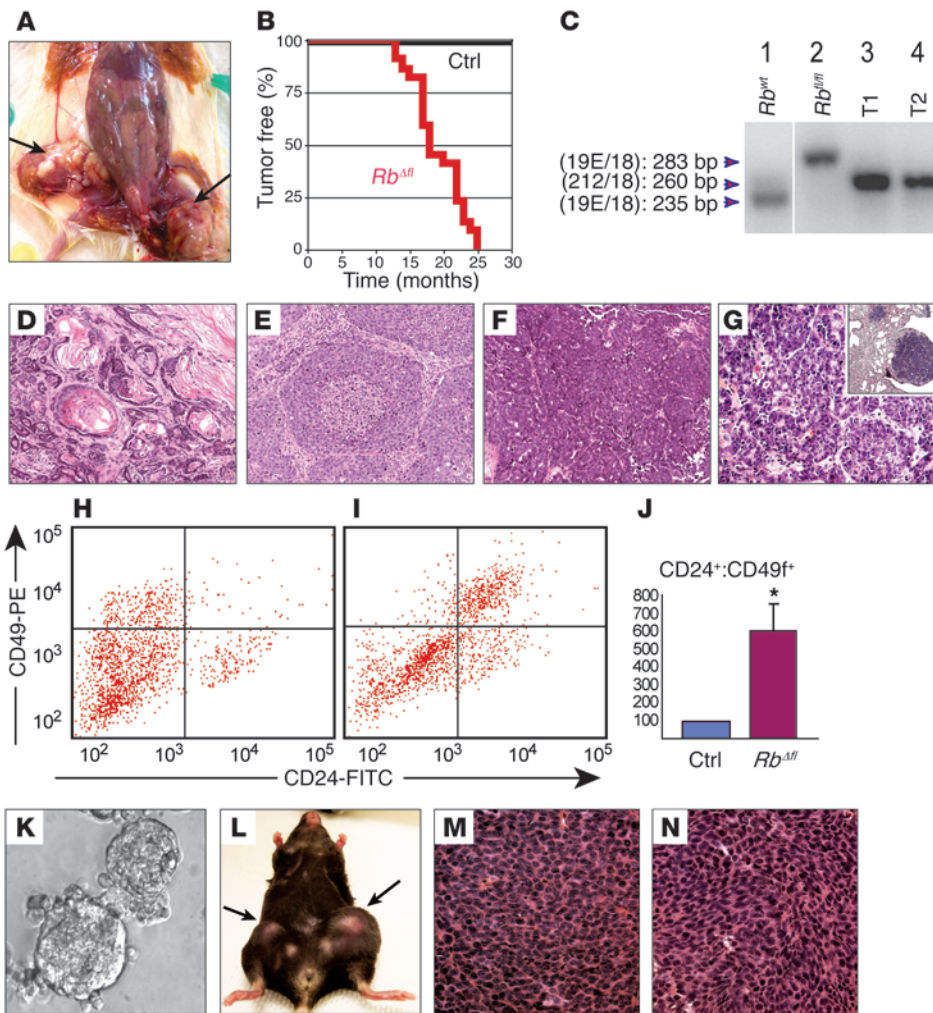 A
B
Tumor free (%)
100
75
50
25
0
Ctrl
Rb^Δfl
0 5 10 15 20 25 30
Time (months)
C
1 2 3 4
Rb^wt
Rb^fl/fl
T1
T2
(19E/18): 283 bp
(212/18): 260 bp
(19E/18): 235 bp
D
E
F
G
H
I
CD49-PE
10^5
10^4
10^3
10^2
10^2 10^3 10^4 10^5
10^2 10^3 10^4 10^5
CD24-FITC
J
CD24+:CD49f+
800
700
600
500
400
300
200
100
*
Ctrl
Rb^Δfl
K
L
M
N